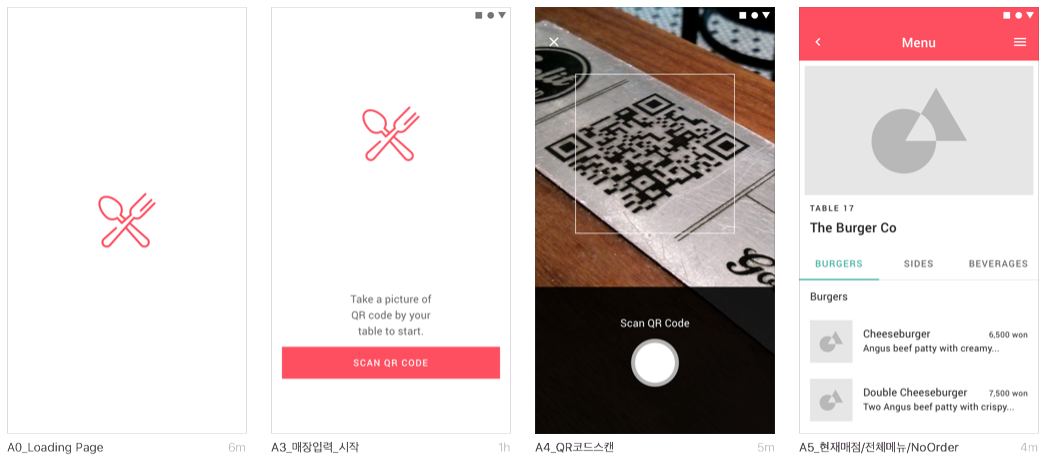 Take a picture of
QR code by your
table to start.
SCAN QR CODE
Scan QR Code
Menu
TABLE 17
The Burger Co
BURGERS SIDES BEVERAGES
Burgers
Cheeseburger 6,500 won
Angus beef patty with creamy...
Double Cheeseburger 7,500 won
Two Angus beef patty with crispy...
A0_Loading Page 6m
A3_매장입력_시작 1h
A4_QR코드스캔 5m
A5_현재매점/전체메뉴/NoOrder 4m